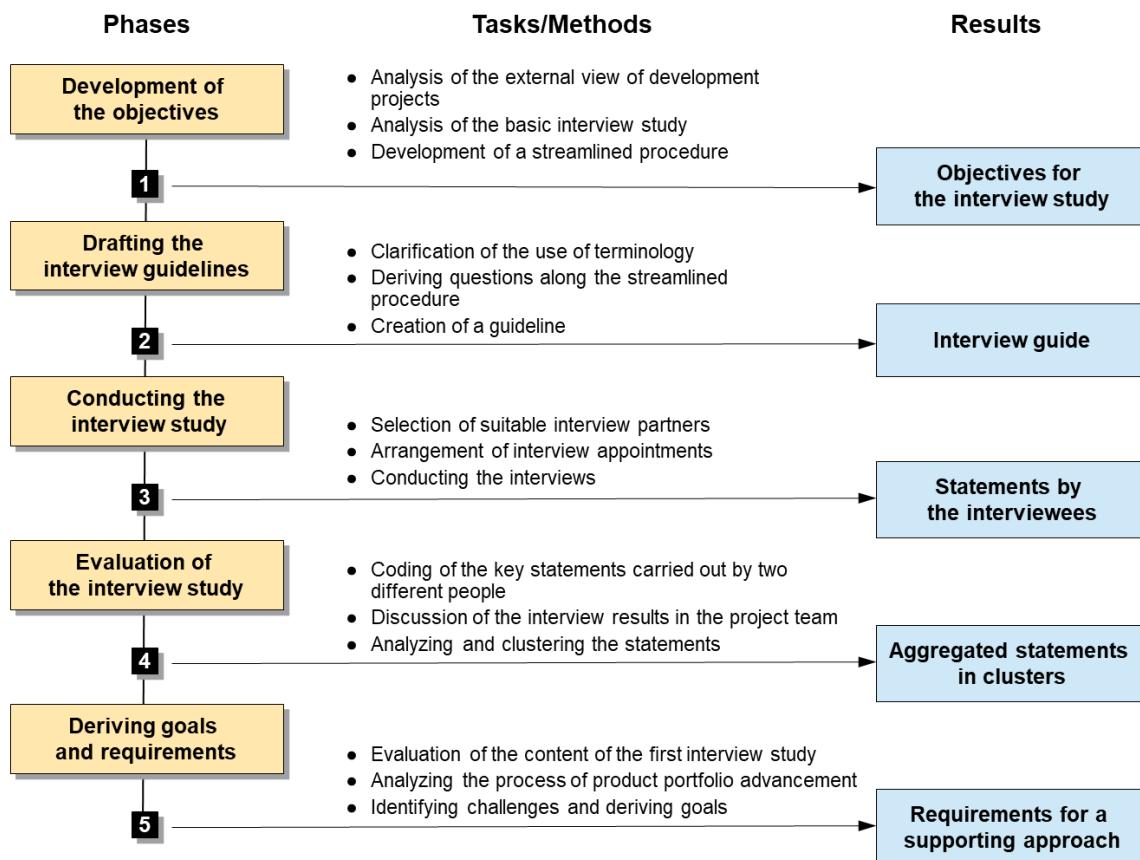 Phases
Tasks/Methods
Results
Development of
the objectives
● Analysis of the external view of development
projects
● Analysis of the basic interview study
● Development of a streamlined procedure
1
Objectives for
the interview study
Drafting the
interview guidelines
● Clarification of the use of terminology
● Deriving questions along the streamlined
procedure
● Creation of a guideline
2
Interview guide
Conducting the
interview study
● Selection of suitable interview partners
● Arrangement of interview appointments
● Conducting the interviews
3
Statements by
the interviewees
Evaluation of
the interview study
● Coding of the key statements carried out by two
different people
● Discussion of the interview results in the project team
● Analyzing and clustering the statements
4
Aggregated statements
in clusters
Deriving goals
and requirements
● Evaluation of the content of the first interview study
● Analyzing the process of product portfolio advancement
● Identifying challenges and deriving goals
5
Requirements for a
supporting approach